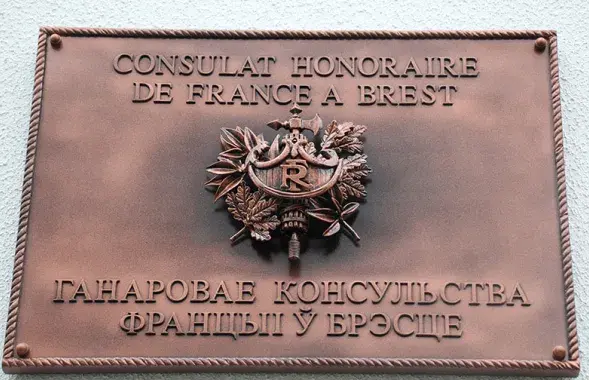 CONSULAT HONORAIRE
DE FRANCE A BREST
RF
ГАНАРОВАЕ КОНСУЛЬСТВА
ФРАНЦЫІ Ў БРЭСЦЕ